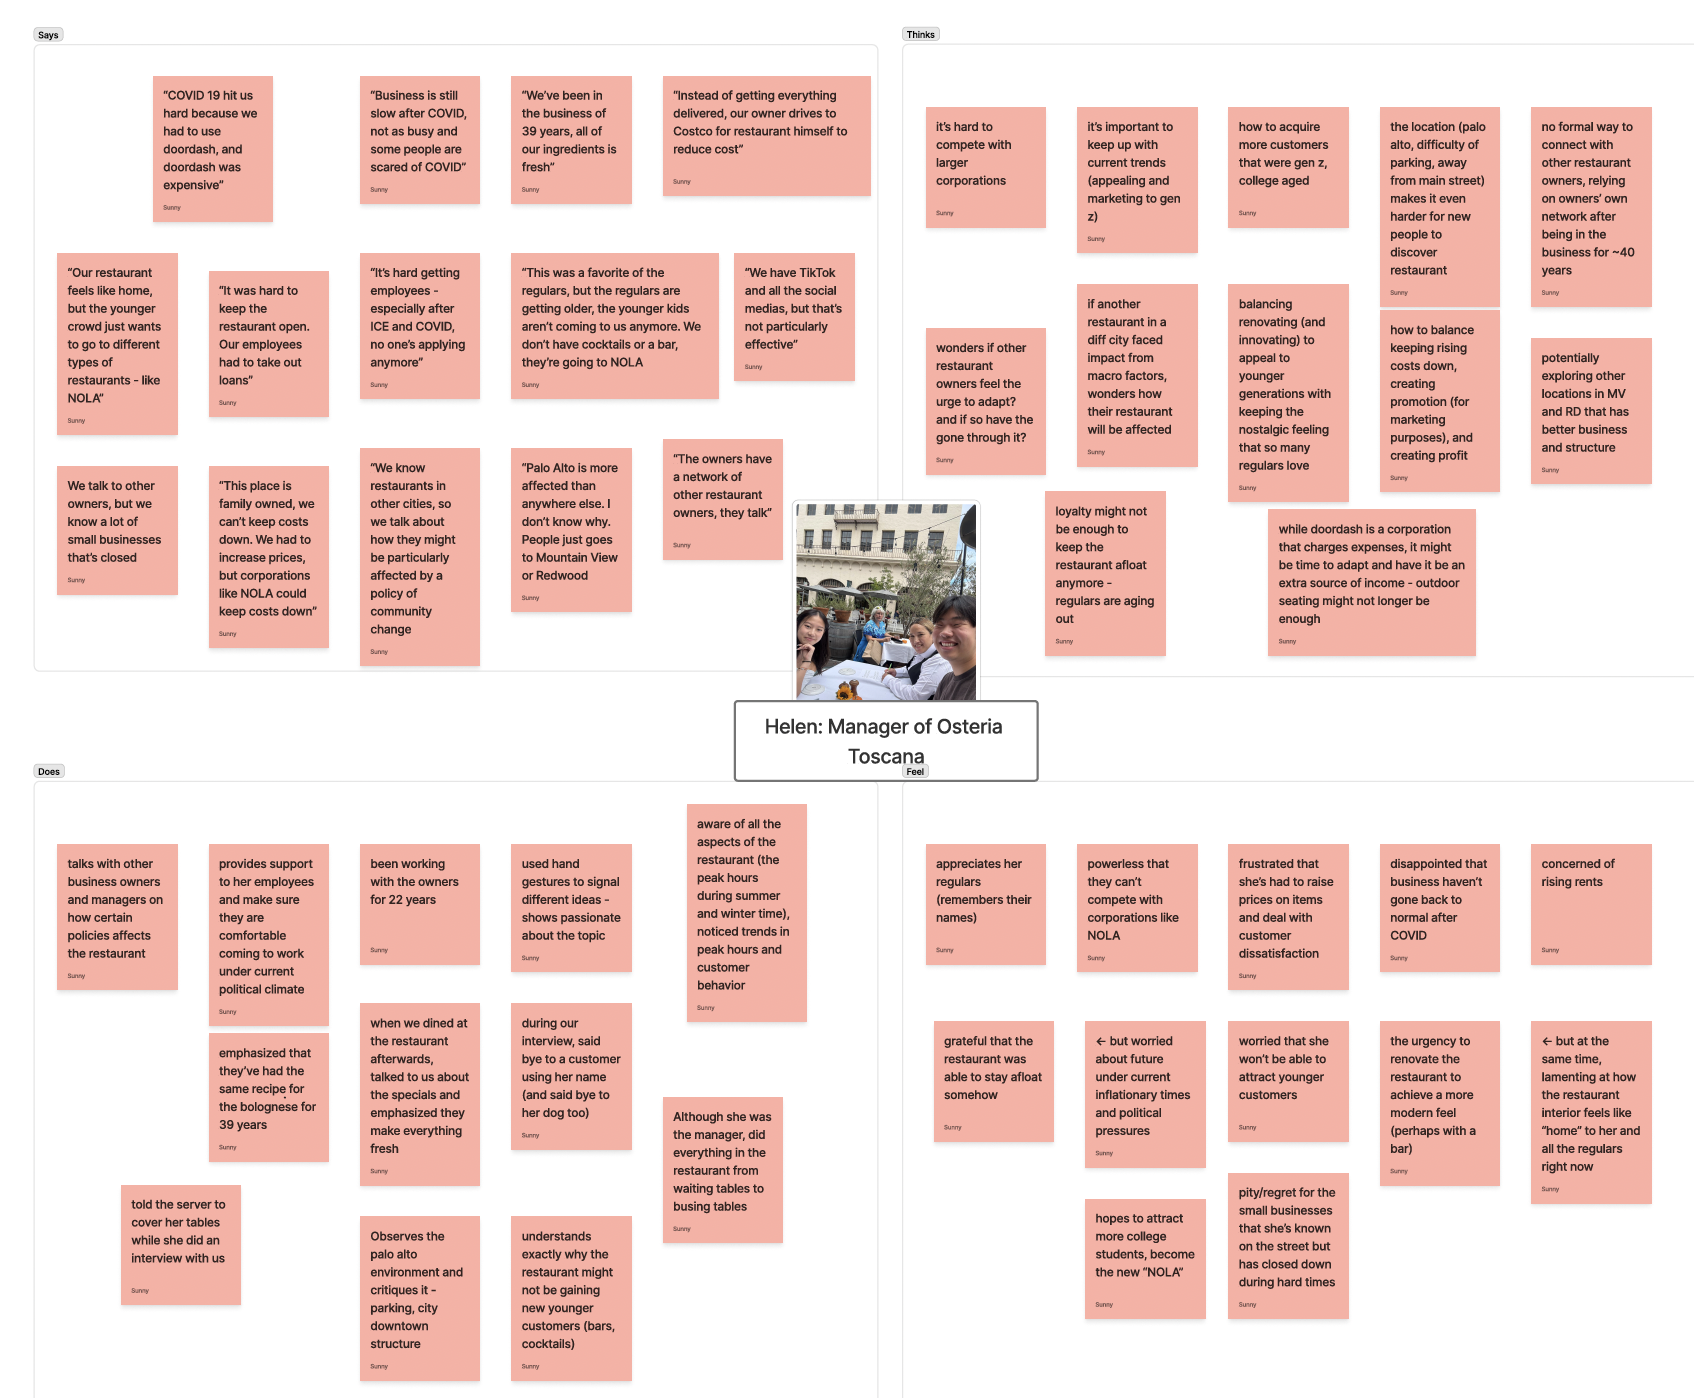 Says
“COVID 19 hit us
hard because we
had to use
doordash, and
doordash was
expensive”
Sunny
“Business is still
slow after COVID,
not as busy and
some people are
scared of COVID”
Sunny
“We’ve been in
the business of
39 years, all of
our ingredients is
fresh”
Sunny
“Instead of getting everything
delivered, our owner drives to
Costco for restaurant himself to
reduce cost”
Sunny
“Our restaurant
feels like home,
but the younger
crowd just wants
to go to different
types of
restaurants - like
NOLA”
Sunny
“It was hard to
keep the
restaurant open.
Our employees
had to take out
loans”
Sunny
“It’s hard getting
employees -
especially after
ICE and COVID,
no one’s applying
anymore”
Sunny
“This was a favorite of the
regulars, but the regulars are
getting older, the younger kids
aren’t coming to us anymore. We
don’t have cocktails or a bar,
they’re going to NOLA
Sunny
“We have TikTok
and all the social
medias, but that’s
not particularly
effective”
Sunny
We talk to other
owners, but we
know a lot of
small businesses
that’s closed
Sunny
“This place is
family owned, we
can’t keep costs
down. We had to
increase prices,
but corporations
like NOLA could
keep costs down”
Sunny
“We know
restaurants in
other cities, so
we talk about
how they might
be particularly
affected by a
policy of
community
change
Sunny
“Palo Alto is more
affected than
anywhere else. I
don’t know why.
People just goes
to Mountain View
or Redwood
Sunny
“The owners have
a network of
other restaurant
owners, they talk”
Sunny
Thinks
it’s hard to
compete with
larger
corporations
Sunny
it’s important to
keep up with
current trends
(appealing and
marketing to gen
z)
Sunny
how to acquire
more customers
that were gen z,
college aged
Sunny
the location (palo
alto, difficulty of
parking, away
from main street)
makes it even
harder for new
people to
discover
restaurant
Sunny
no formal way to
connect with
other restaurant
owners, relying
on owners’ own
network after
being in the
business for ~40
years
Sunny
wonders if other
restaurant
owners feel the
urge to adapt?
and if so have the
gone through it?
Sunny
if another
restaurant in a
diff city faced
impact from
macro factors,
wonders how
their restaurant
will be affected
Sunny
balancing
renovating (and
innovating) to
appeal to
younger
generations with
keeping the
nostalgic feeling
that so many
regulars love
Sunny
how to balance
keeping rising
costs down,
creating
promotion (for
marketing
purposes), and
creating profit
Sunny
potentially
exploring other
locations in MV
and RD that has
better business
and structure
Sunny
loyalty might not
be enough to
keep the
restaurant afloat
anymore -
regulars are aging
out
Sunny
while doordash is a corporation
that charges expenses, it might
be time to adapt and have it be an
extra source of income - outdoor
seating might not longer be
enough
Sunny
Helen: Manager of Osteria
Toscana
Does
talks with other
business owners
and managers on
how certain
policies affects
the restaurant
Sunny
provides support
to her employees
and make sure
they are
comfortable
coming to work
under current
political climate
Sunny
been working
with the owners
for 22 years
Sunny
used hand
gestures to signal
different ideas -
shows passionate
about the topic
Sunny
aware of all the
aspects of the
restaurant (the
peak hours
during summer
and winter time),
noticed trends in
peak hours and
customer
behavior
Sunny
emphasized that
they’ve had the
same recipe for
the bolognese for
39 years
Sunny
when we dined at
the restaurant
afterwards,
talked to us about
the specials and
emphasized they
make everything
fresh
Sunny
during our
interview, said
bye to a customer
using her name
(and said bye to
her dog too)
Sunny
Although she was
the manager, did
everything in the
restaurant from
waiting tables to
busing tables
Sunny
told the server to
cover her tables
while she did an
interview with us
Sunny
Observes the
palo alto
environment and
critiques it -
parking, city
downtown
structure
Sunny
understands
exactly why the
restaurant might
not be gaining
new younger
customers (bars,
cocktails)
Sunny
Feel
appreciates her
regulars
(remembers their
names)
Sunny
powerless that
they can’t
compete with
corporations like
NOLA
Sunny
frustrated that
she’s had to raise
prices on items
and deal with
customer
dissatisfaction
Sunny
disappointed that
business haven’t
gone back to
normal after
COVID
Sunny
concerned of
rising rents
Sunny
grateful that the
restaurant was
able to stay afloat
somehow
Sunny
← but worried
about future
under current
inflationary times
and political
pressures
Sunny
worried that she
won’t be able to
attract younger
customers
Sunny
the urgency to
renovate the
restaurant to
achieve a more
modern feel
(perhaps with a
bar)
Sunny
← but at the
same time,
lamenting at how
the restaurant
interior feels like
“home” to her and
all the regulars
right now
Sunny
hopes to attract
more college
students, become
the new “NOLA”
Sunny
pity/regret for the
small businesses
that she’s known
on the street but
has closed down
during hard times
Sunny